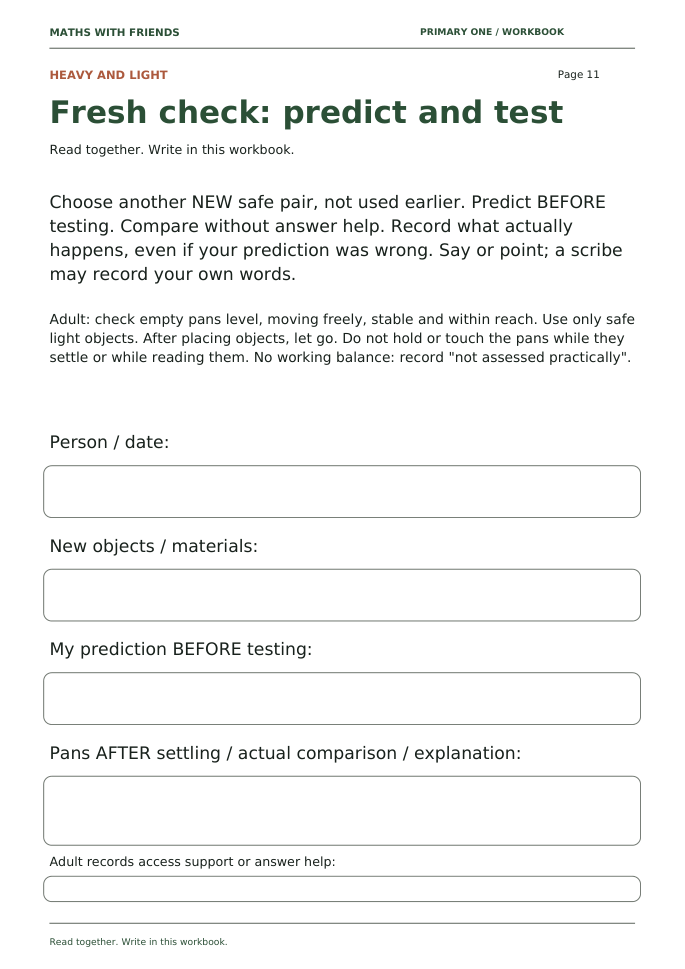 MATHS WITH FRIENDS
PRIMARY ONE / WORKBOOK
HEAVY AND LIGHT
Page 11
Fresh check: predict and test
Read together. Write in this workbook.
Choose another NEW safe pair, not used earlier. Predict BEFORE
testing. Compare without answer help. Record what actually
happens, even if your prediction was wrong. Say or point; a scribe
may record your own words.
Adult: check empty pans level, moving freely, stable and within reach. Use only safe
light objects. After placing objects, let go. Do not hold or touch the pans while they
settle or while reading them. No working balance: record "not assessed practically".
Person / date:
New objects / materials:
My prediction BEFORE testing:
Pans AFTER settling / actual comparison / explanation:
Adult records access support or answer help:
Read together. Write in this workbook.